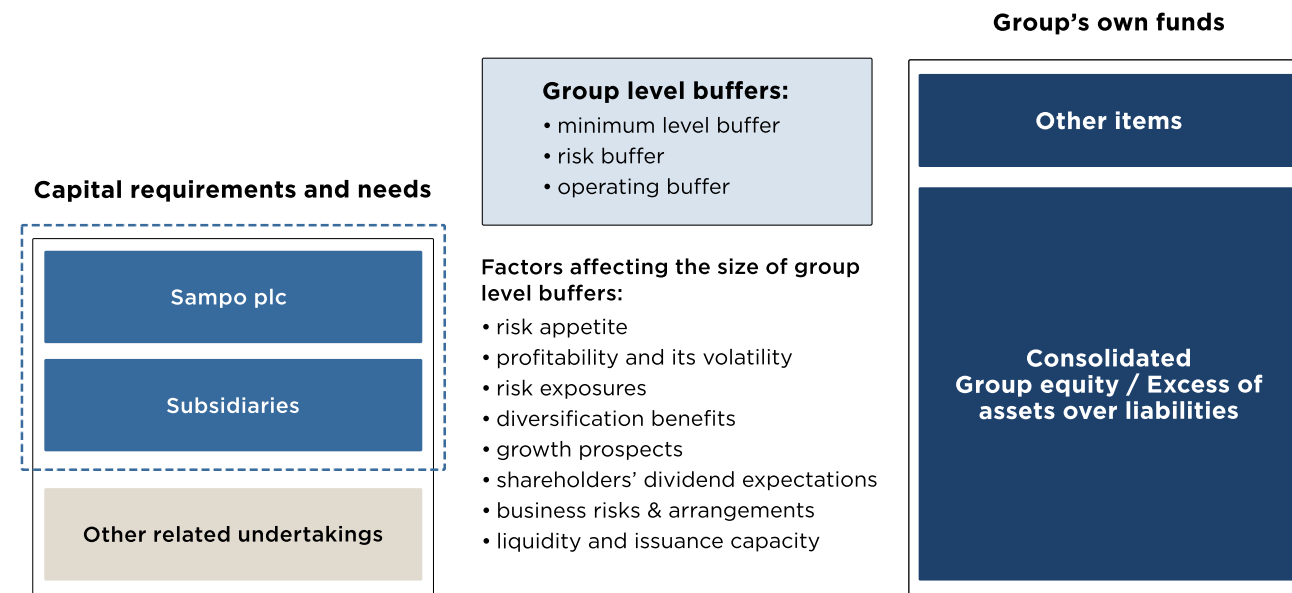 Capital requirements and needs
Sampo plc
Subsidiaries
Other related undertakings
Group level buffers:
• minimum level buffer
• risk buffer
• operating buffer
Factors affecting the size of group
level buffers:
• risk appetite
• profitability and its volatility
• risk exposures
• diversification benefits
• growth prospects
• shareholders’ dividend expectations
• business risks & arrangements
• liquidity and issuance capacity
Group’s own funds
Other items
Consolidated
Group equity / Excess of
assets over liabilities